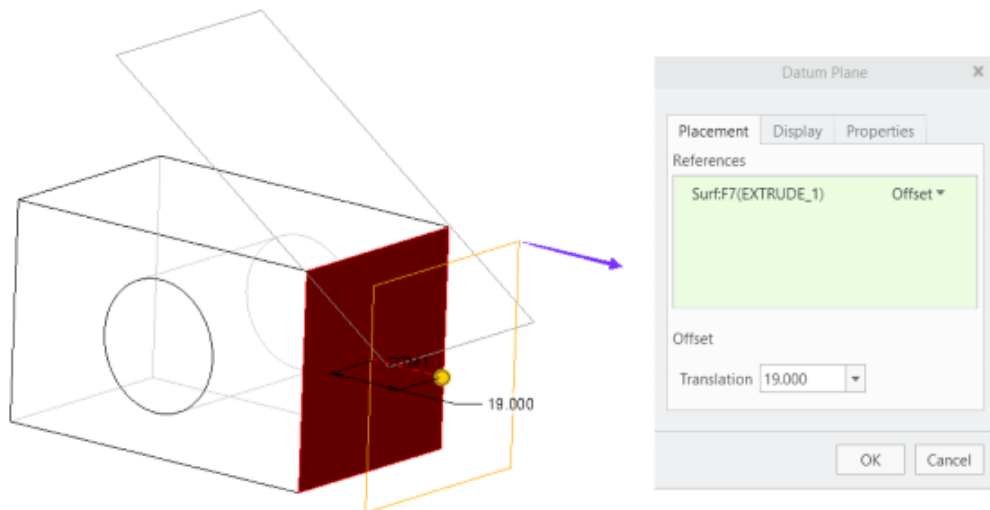 Datum Plane
Placement Display Properties
References
Surf:F7(EXTRUDE_1) Offset
Offset
Translation 19.000
OK Cancel
19.000